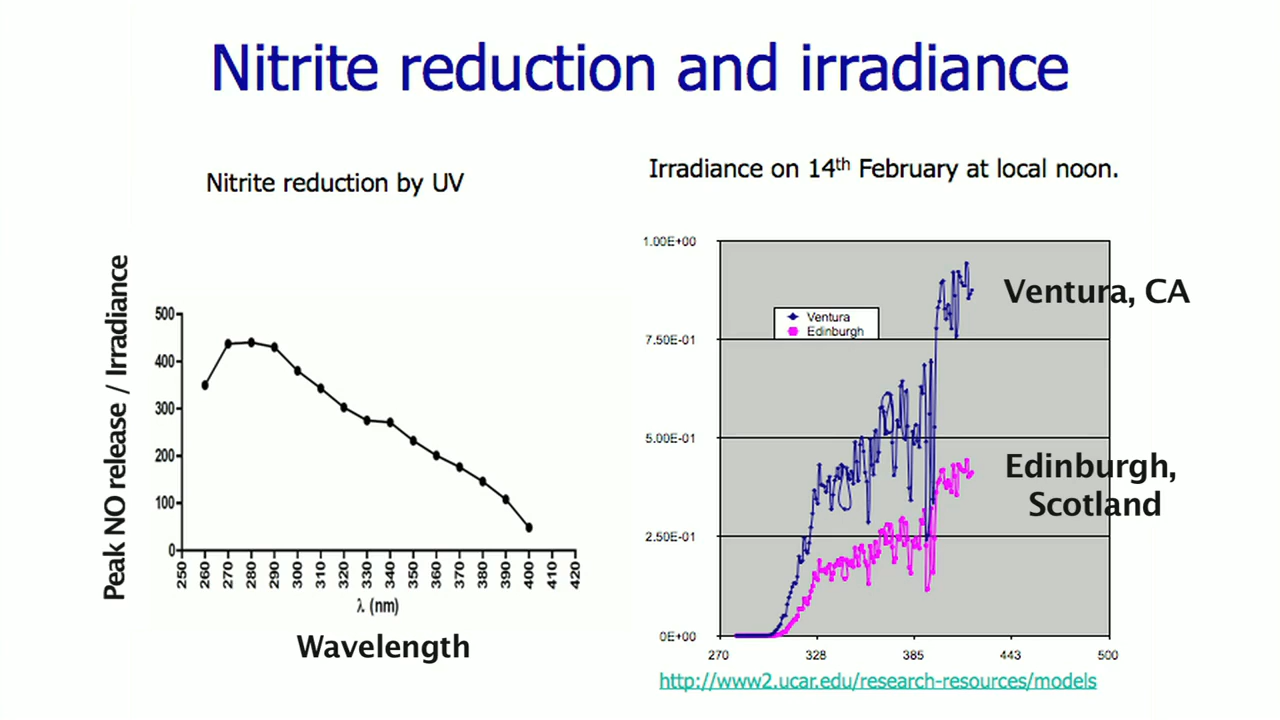 Nitrite reduction and irradiance
Nitrite reduction by UV
Irradiance on 14th February at local noon.
Peak NO release / Irradiance
500
400
300
200
100
0
250 260 270 280 290 300 310 320 330 340 350 360 370 380 390 400 410 420
λ (nm)
Wavelength
1.00E+00
7.50E-01
5.00E-01
2.50E-01
0E+00
Ventura
Edinburgh
Ventura, CA
Edinburgh,
Scotland
270 328 385 443 500
http://www2.ucar.edu/research-resources/models